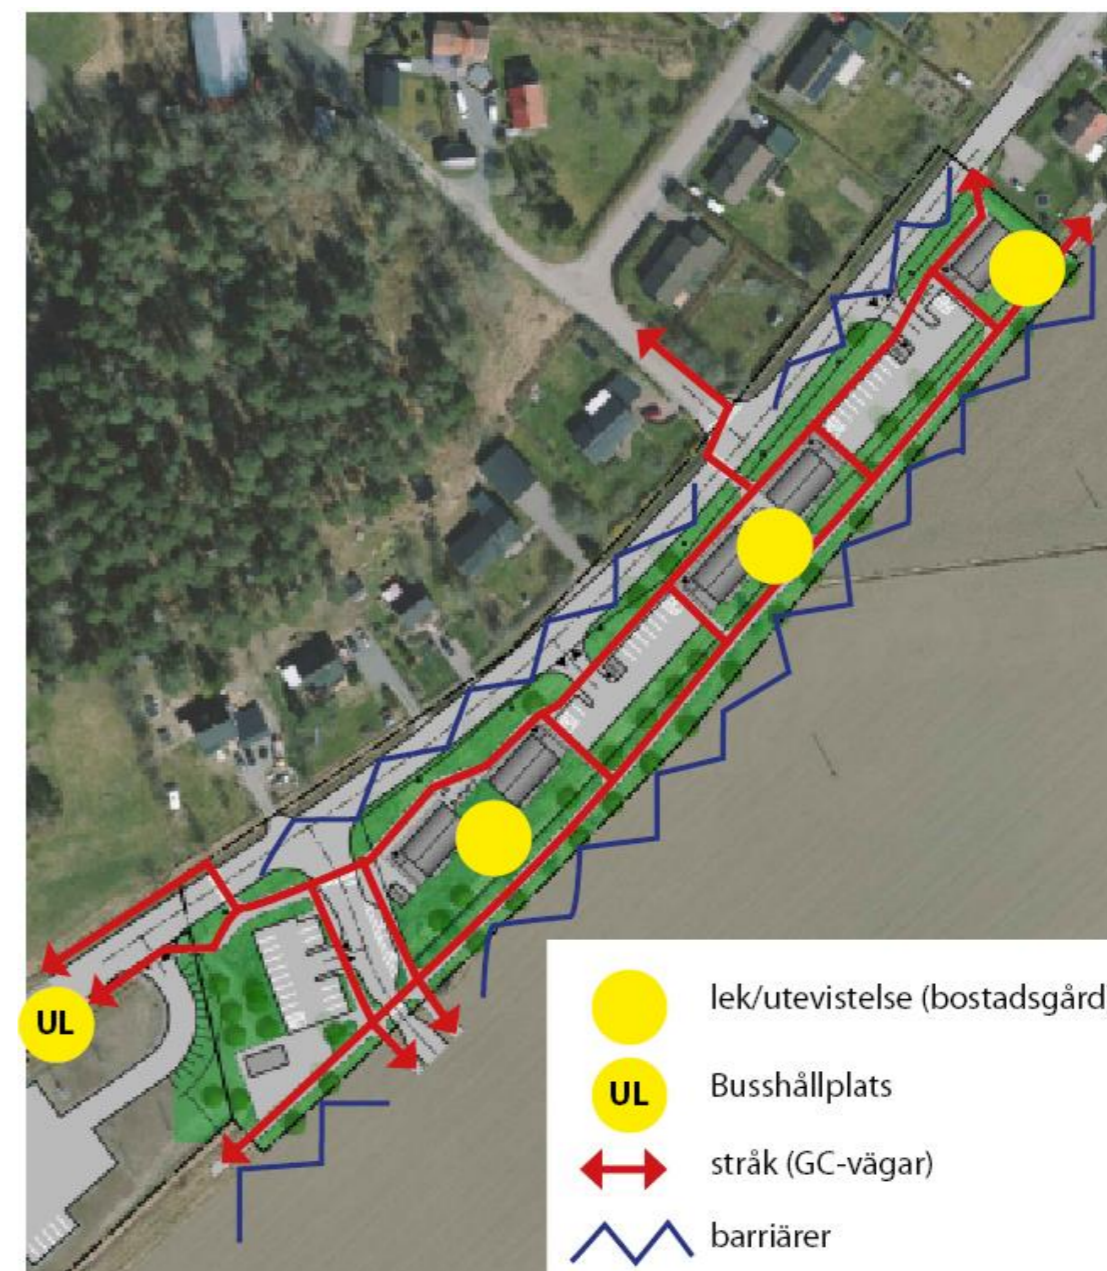 UL
lek/utevistelse (bostadsgård
UL
Busshållplats
stråk (GC-vägar)
barriärer